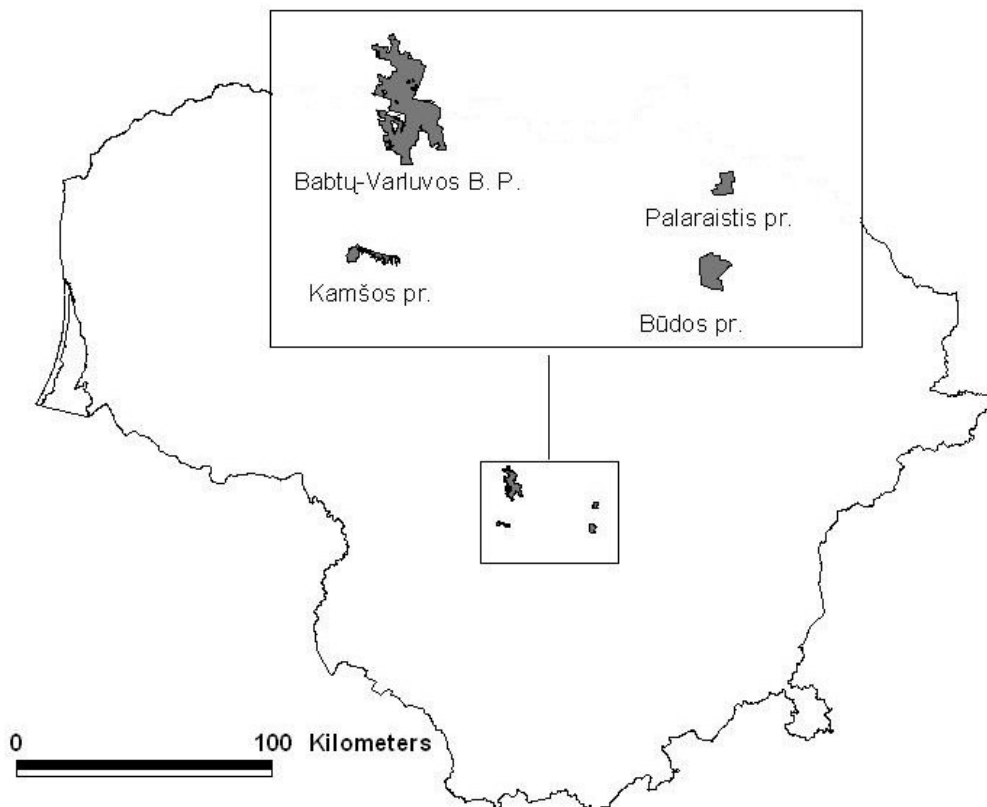 Babtų-Varluvos B. P.
Palaraistis pr.
Kamšos pr.
Būdos pr.
0 100 Kilometers